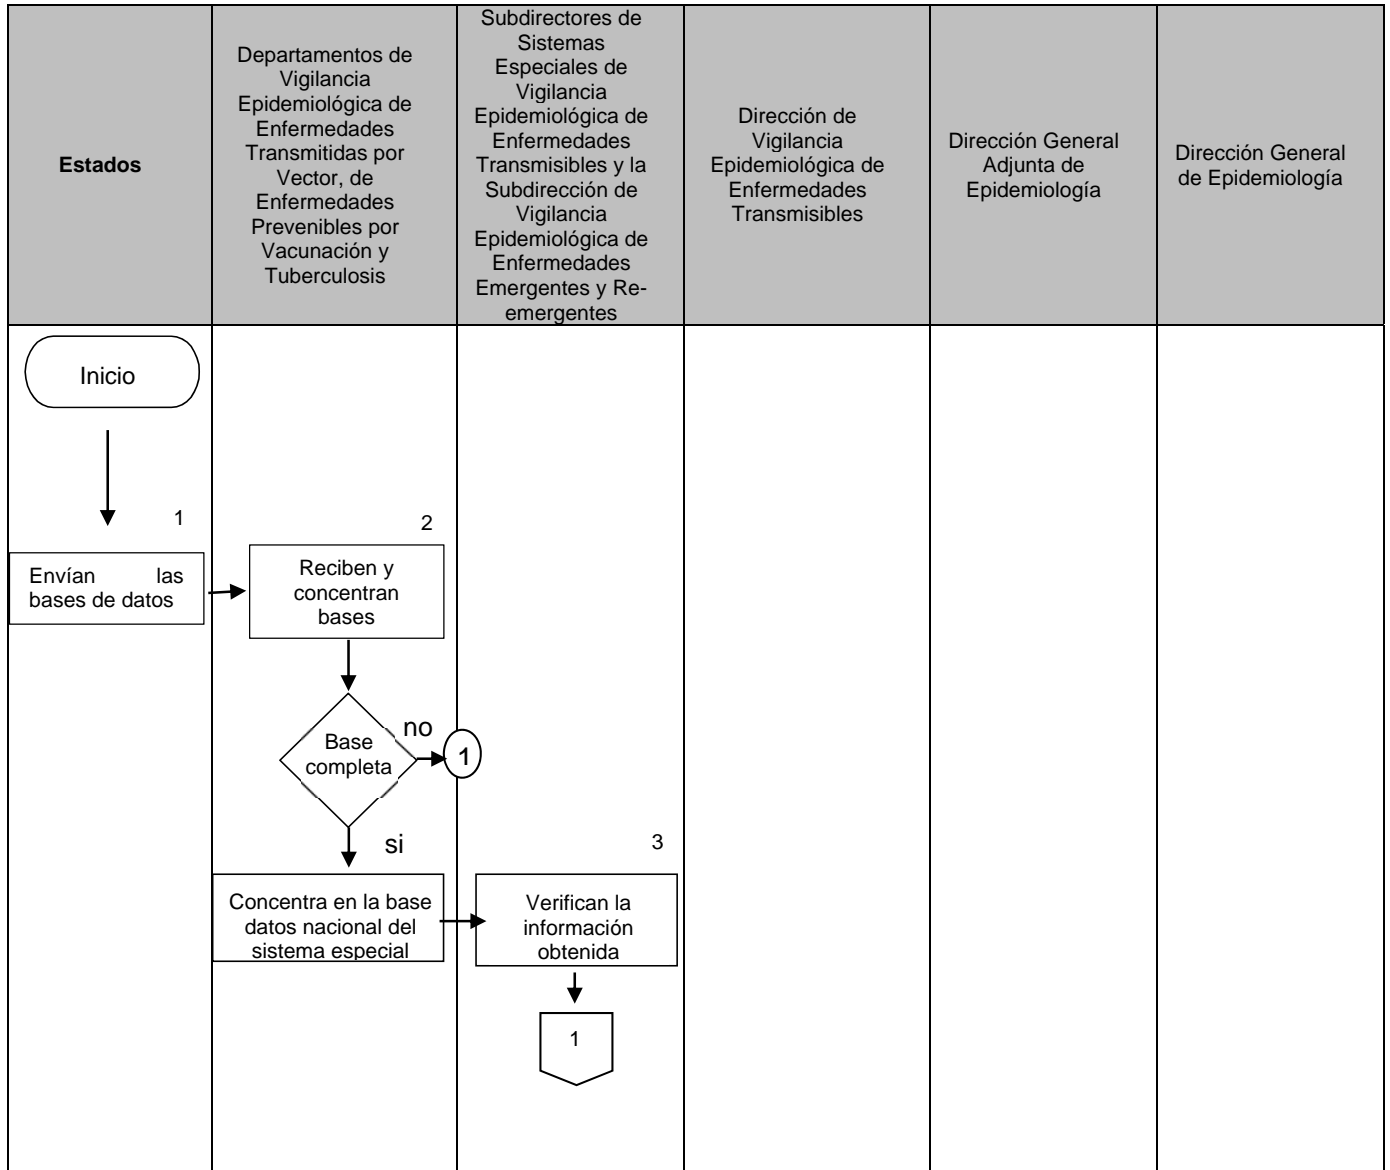 Estados
Departamentos de
Vigilancia
Epidemiológica de
Enfermedades
Transmitidas por
Vector, de
Enfermedades
Prevenibles por
Vacunación y
Tuberculosis
Subdirectores de
Sistemas
Especiales de
Vigilancia
Epidemiológica de
Enfermedades
Transmisibles y la
Subdirección de
Vigilancia
Epidemiológica de
Enfermedades
Emergentes y Re-
emergentes
Dirección de
Vigilancia
Epidemiológica de
Enfermedades
Transmisibles
Dirección General
Adjunta de
Epidemiología
Dirección General
de Epidemiología
Inicio
1
Envían las
bases de datos
2
Reciben y
concentran
bases
Base
completa
no
1
si
Concentra en la base
datos nacional del
sistema especial
3
Verifican la
información
obtenida
1